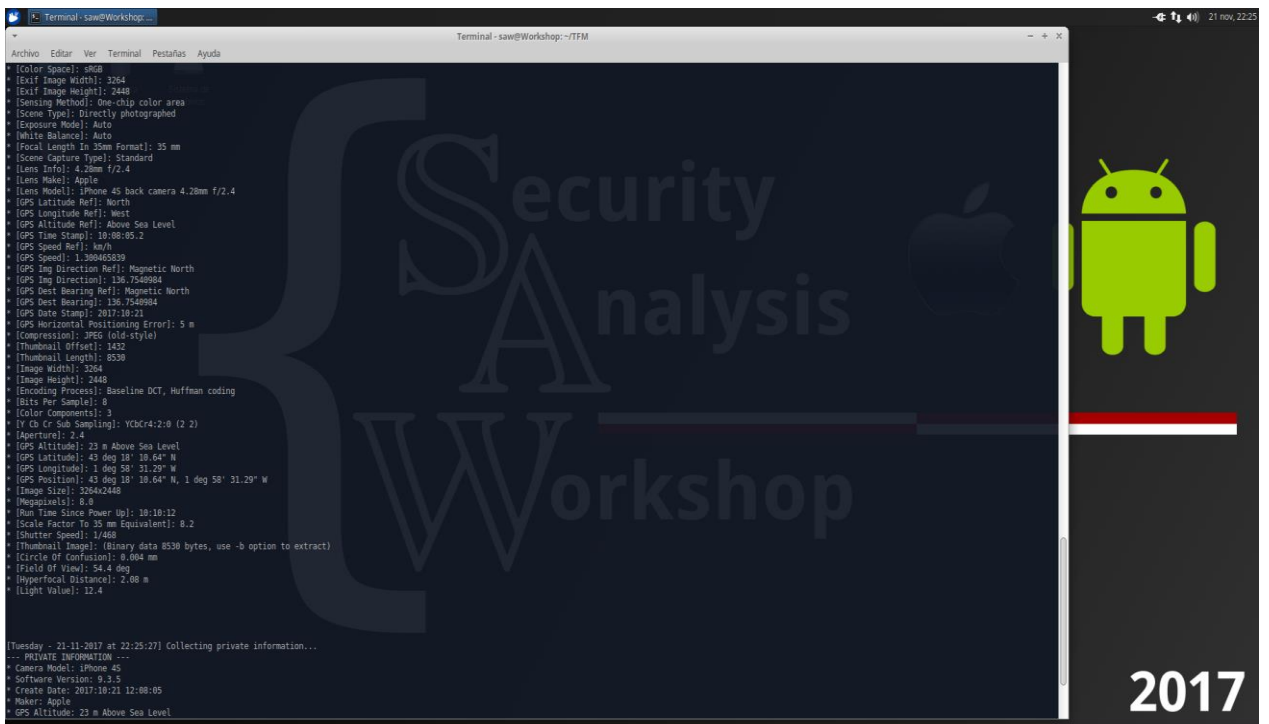 Terminal - saw@Workshop: ...
21 nov, 22:25
Terminal - saw@Workshop: ~/TFM
Archivo Editar Ver Terminal Pestañas Ayuda
* [Color Space]: sRGB
* [Exif Image Width]: 3264
* [Exif Image Height]: 2448
* [Sensing Method]: One-chip color area
* [Scene Type]: Directly photographed
* [Exposure Mode]: Auto
* [White Balance]: Auto
* [Focal Length In 35mm Format]: 35 mm
* [Scene Capture Type]: Standard
* [Lens Info]: 4.28mm f/2.4
* [Lens Make]: Apple
* [Lens Model]: iPhone 4S back camera 4.28mm f/2.4
* [GPS Latitude Ref]: North
* [GPS Longitude Ref]: West
* [GPS Altitude Ref]: Above Sea Level
* [GPS Time Stamp]: 10:08:05.2
* [GPS Speed Ref]: km/h
* [GPS Speed]: 1.300465839
* [GPS Img Direction Ref]: Magnetic North
* [GPS Img Direction]: 136.7540984
* [GPS Dest Bearing Ref]: Magnetic North
* [GPS Dest Bearing]: 136.7540984
* [GPS Date Stamp]: 2017:10:21
* [GPS Horizontal Positioning Error]: 5 m
* [Compression]: JPEG (old-style)
* [Thumbnail Offset]: 1432
* [Thumbnail Length]: 8530
* [Image Width]: 3264
* [Image Height]: 2448
* [Encoding Process]: Baseline DCT, Huffman coding
* [Bits Per Sample]: 8
* [Color Components]: 3
* [Y Cb Cr Sub Sampling]: YCbCr4:2:0 (2 2)
* [Aperture]: 2.4
* [GPS Altitude]: 23 m Above Sea Level
* [GPS Latitude]: 43 deg 18' 10.64" N
* [GPS Longitude]: 1 deg 58' 31.29" W
* [GPS Position]: 43 deg 18' 10.64" N, 1 deg 58' 31.29" W
* [Image Size]: 3264x2448
* [Megapixels]: 8.0
* [Run Time Since Power Up]: 10:10:12
* [Scale Factor To 35 mm Equivalent]: 8.2
* [Shutter Speed]: 1/468
* [Thumbnail Image]: (Binary data 8530 bytes, use -b option to extract)
* [Circle Of Confusion]: 0.004 mm
* [Field Of View]: 54.4 deg
* [Hyperfocal Distance]: 2.08 m
* [Light Value]: 12.4
[Tuesday - 21-11-2017 at 22:25:27] Collecting private information...
--- PRIVATE INFORMATION ---
* Camera Model: iPhone 4S
* Software Version: 9.3.5
* Create Date: 2017:10:21 12:08:05
* Maker: Apple
* GPS Altitude: 23 m Above Sea Level
Security
Analysis
Workshop
2017